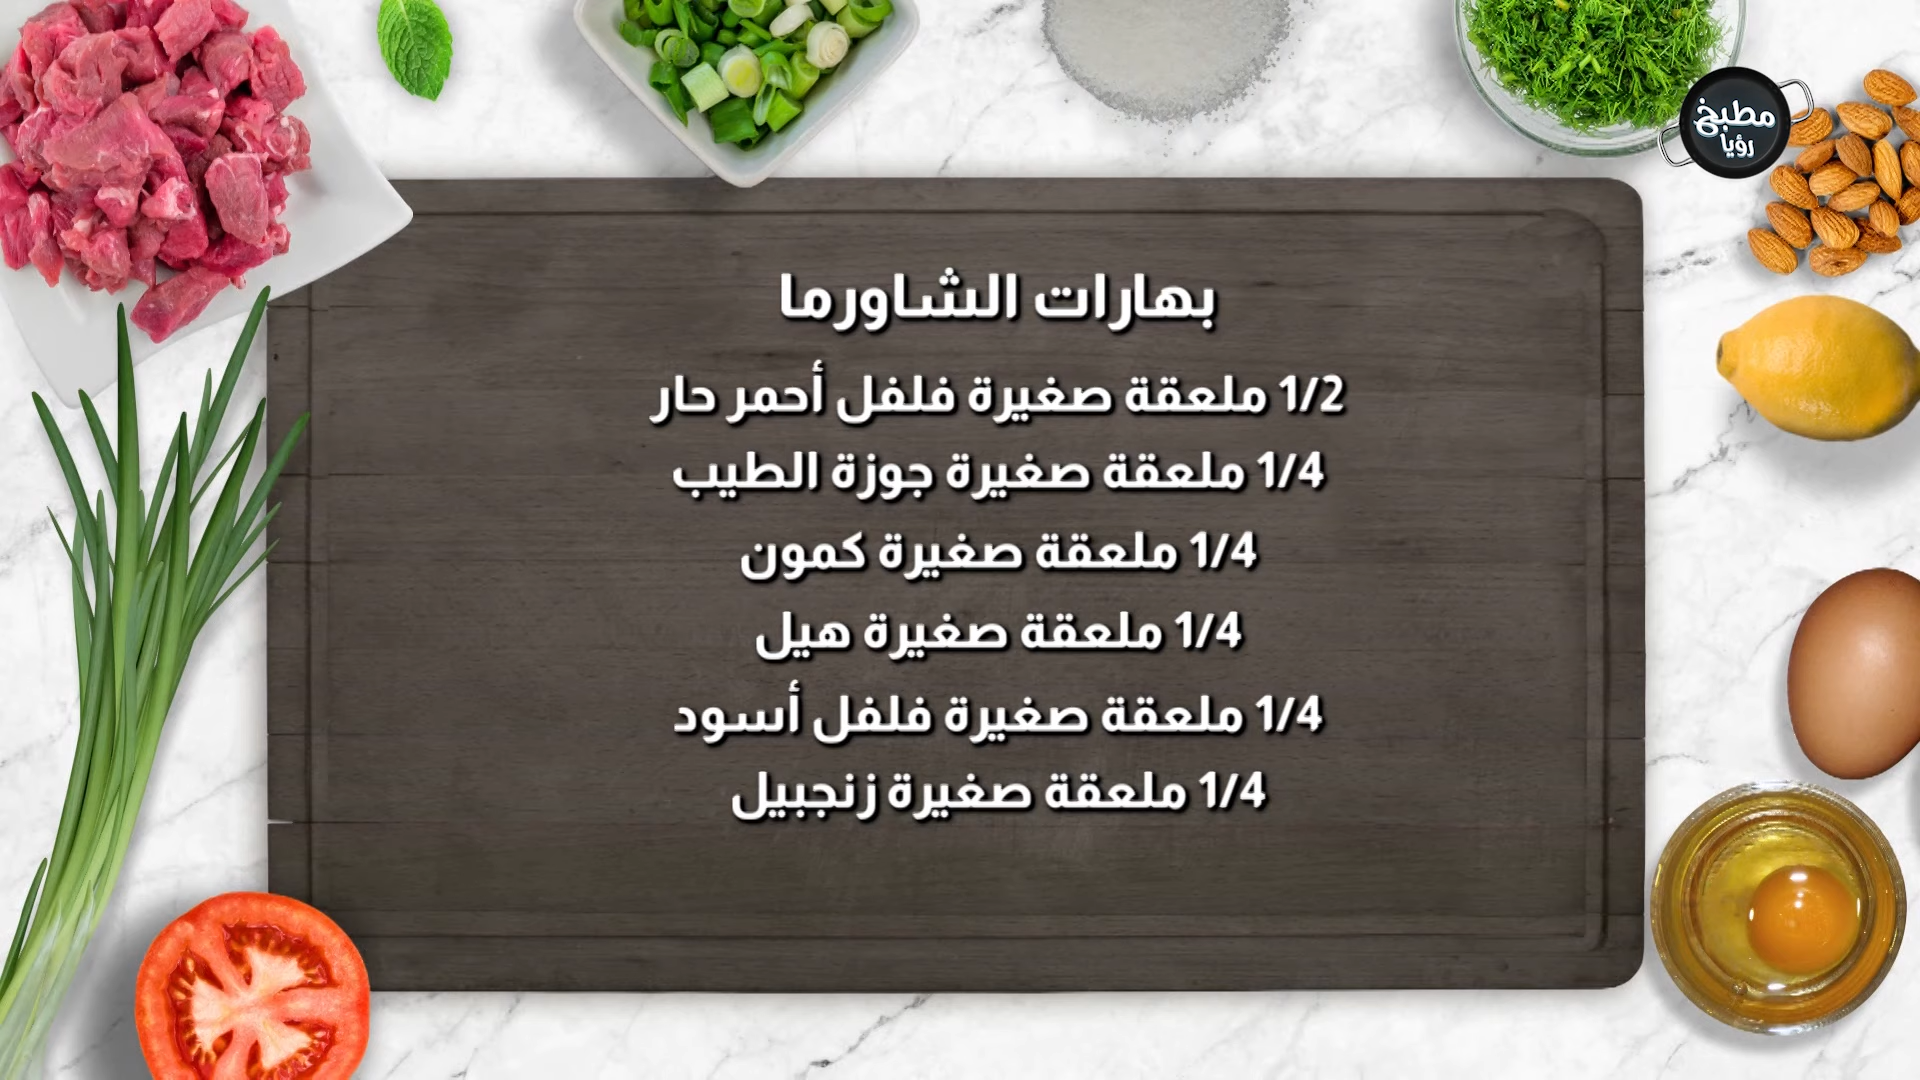 مطبخ
رؤيا
بهارات الشاورما
1/2 ملعقة صغيرة فلفل أحمر حار
1/4 ملعقة صغيرة جوزة الطيب
1/4 ملعقة صغيرة كمون
1/4 ملعقة صغيرة هيل
1/4 ملعقة صغيرة فلفل أسود
1/4 ملعقة صغيرة زنجبيل